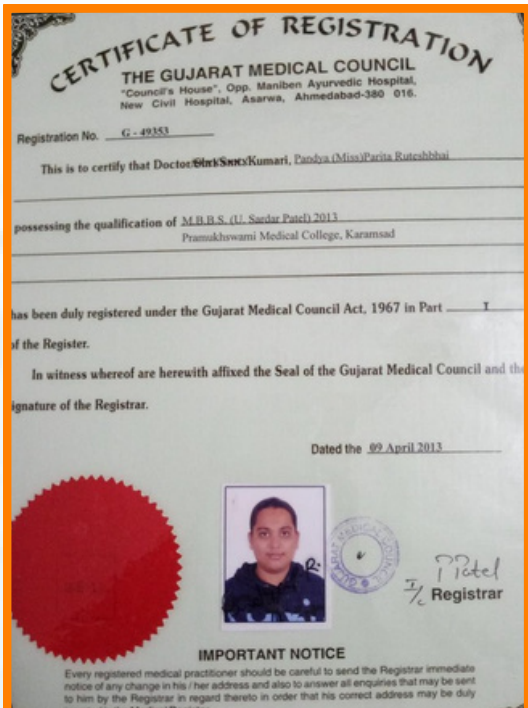 CERTIFICATE OF REGISTRATION
THE GUJARAT MEDICAL COUNCIL
"Council's House", Opp. Maniben Ayurvedic Hospital,
New Civil Hospital, Asarwa, Ahmedabad-380 016.
Registration No. G - 49353
This is to certify that Doctor/Shri/Smt./Kumari, Pandya (Miss)Parita Ruteshbhai
possessing the qualification of M.B.B.S. (U. Sardar Patel) 2013
Pramukhswami Medical College, Karamsad
has been duly registered under the Gujarat Medical Council Act, 1967 in Part I
of the Register.
In witness whereof are herewith affixed the Seal of the Gujarat Medical Council and the
ignature of the Registrar.
Dated the 09 April 2013
GUJARAT MEDICAL COUNCIL
P Patel
I/c Registrar
IMPORTANT NOTICE
Every registered medical practitioner should be careful to send the Registrar immediate
notice of any change in his / her address and also to answer all enquiries that may be sent
to him by the Registrar in regard thereto in order that his correct address may be duly